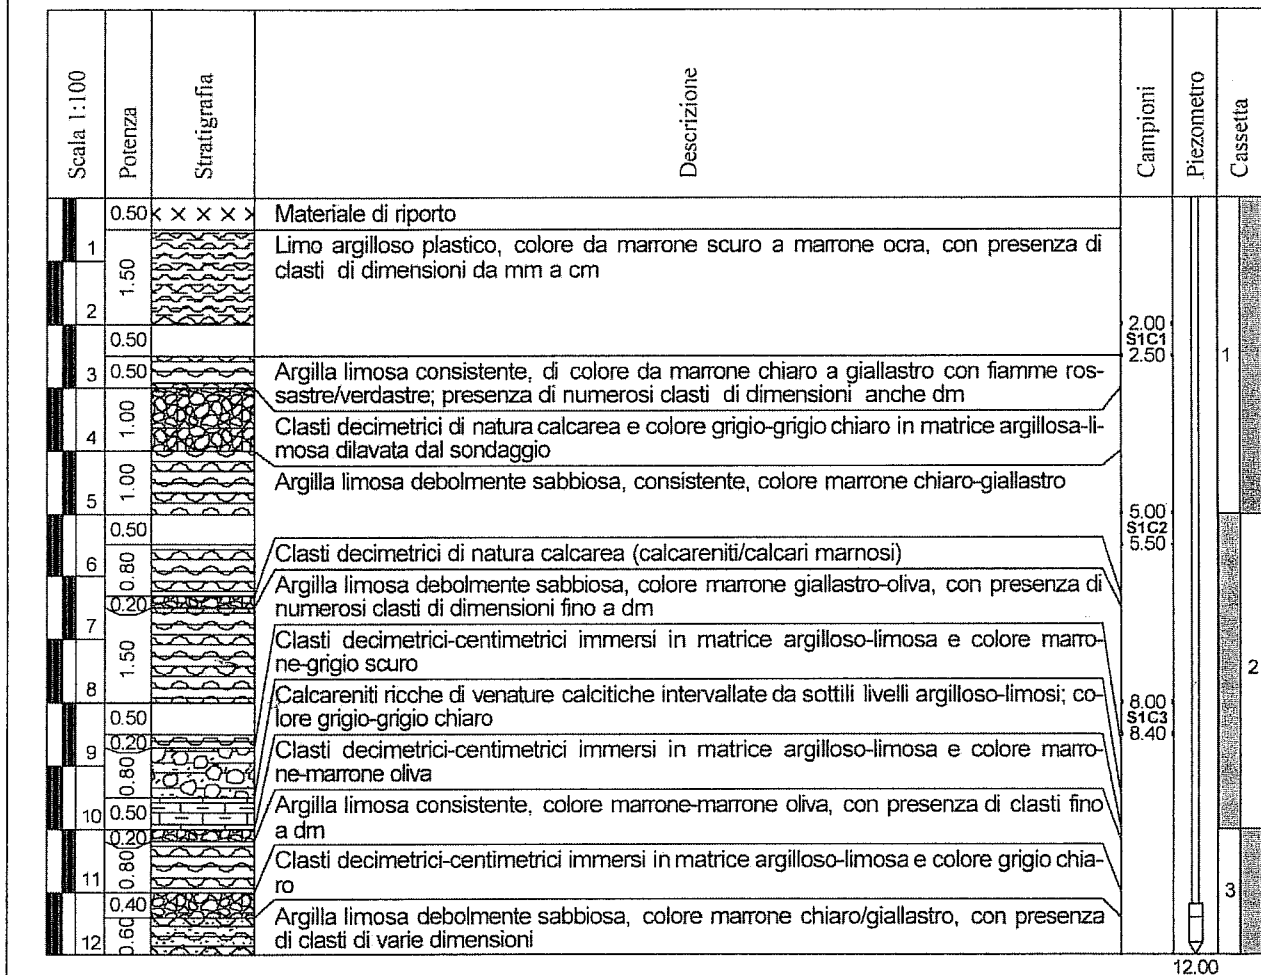 Scala 1:100
Potenza
Stratigrafia
Descrizione
Campioni
Piezometro
Cassetta
0.50
Materiale di riporto
1
1.50
Limo argilloso plastico, colore da marrone scuro a marrone ocra, con presenza di
clasti di dimensioni da mm a cm
2
2.00
S1C1
2.50
0.50
1
3
0.50
Argilla limosa consistente, di colore da marrone chiaro a giallastro con fiamme ros-
sastre/verdastre; presenza di numerosi clasti di dimensioni anche dm
4
1.00
Clasti decimetrici di natura calcarea e colore grigio-grigio chiaro in matrice argillosa-li-
mosa dilavata dal sondaggio
5
1.00
Argilla limosa debolmente sabbiosa, consistente, colore marrone chiaro-giallastro
5.00
S1C2
5.50
0.50
6
0.80
Clasti decimetrici di natura calcarea (calcareniti/calcari marnosi)
0.20
Argilla limosa debolmente sabbiosa, colore marrone giallastro-oliva, con presenza di
numerosi clasti di dimensioni fino a dm
7
1.50
Clasti decimetrici-centimetrici immersi in matrice argilloso-limosa e colore marro-
ne-grigio scuro
2
8
Calcareniti ricche di venature calcitiche intervallate da sottili livelli argilloso-limosi; co-
lore grigio-grigio chiaro
8.00
S1C3
8.40
0.50
9
0.20
Clasti decimetrici-centimetrici immersi in matrice argilloso-limosa e colore marro-
ne-marrone oliva
0.80
10
0.50
Argilla limosa consistente, colore marrone-marrone oliva, con presenza di clasti fino
a dm
0.20
11
0.80
Clasti decimetrici-centimetrici immersi in matrice argilloso-limosa e colore grigio chia-
ro
3
0.40
12
0.60
Argilla limosa debolmente sabbiosa, colore marrone chiaro/giallastro, con presenza
di clasti di varie dimensioni
12.00